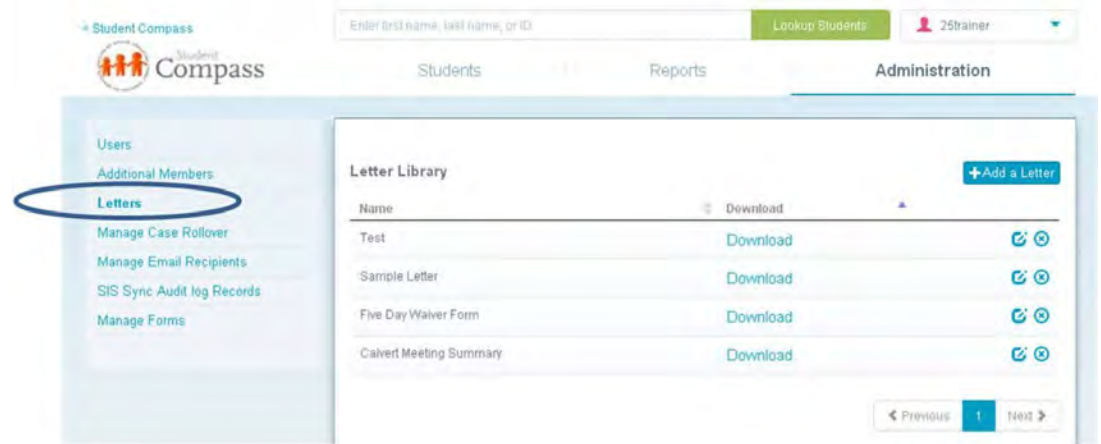 « Student Compass
Enter first name, last name, or ID
Lookup Students
25trainer
Student
Compass
Students
Reports
Administration
Users
Additional Members
Letters
Manage Case Rollover
Manage Email Recipients
SIS Sync Audit log Records
Manage Forms
Letter Library
+Add a Letter
Name
Download
Test
Download
Sample Letter
Download
Five Day Waiver Form
Download
Calvert Meeting Summary
Download
Previous
1
Next